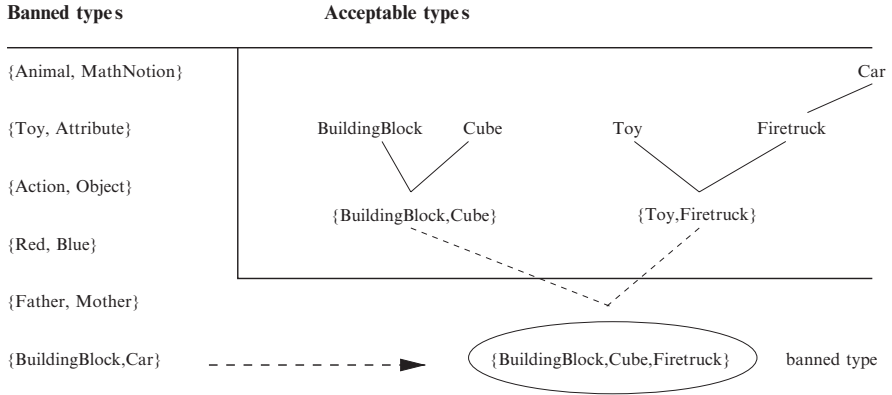 Banned types Acceptable types
{Animal, MathNotion} Car
{Toy, Attribute} BuildingBlock Cube Toy Firetruck
{Action, Object}
{BuildingBlock,Cube} {Toy,Firetruck}
{Red, Blue}
{Father, Mother}
{BuildingBlock,Car} {BuildingBlock,Cube,Firetruck} banned type